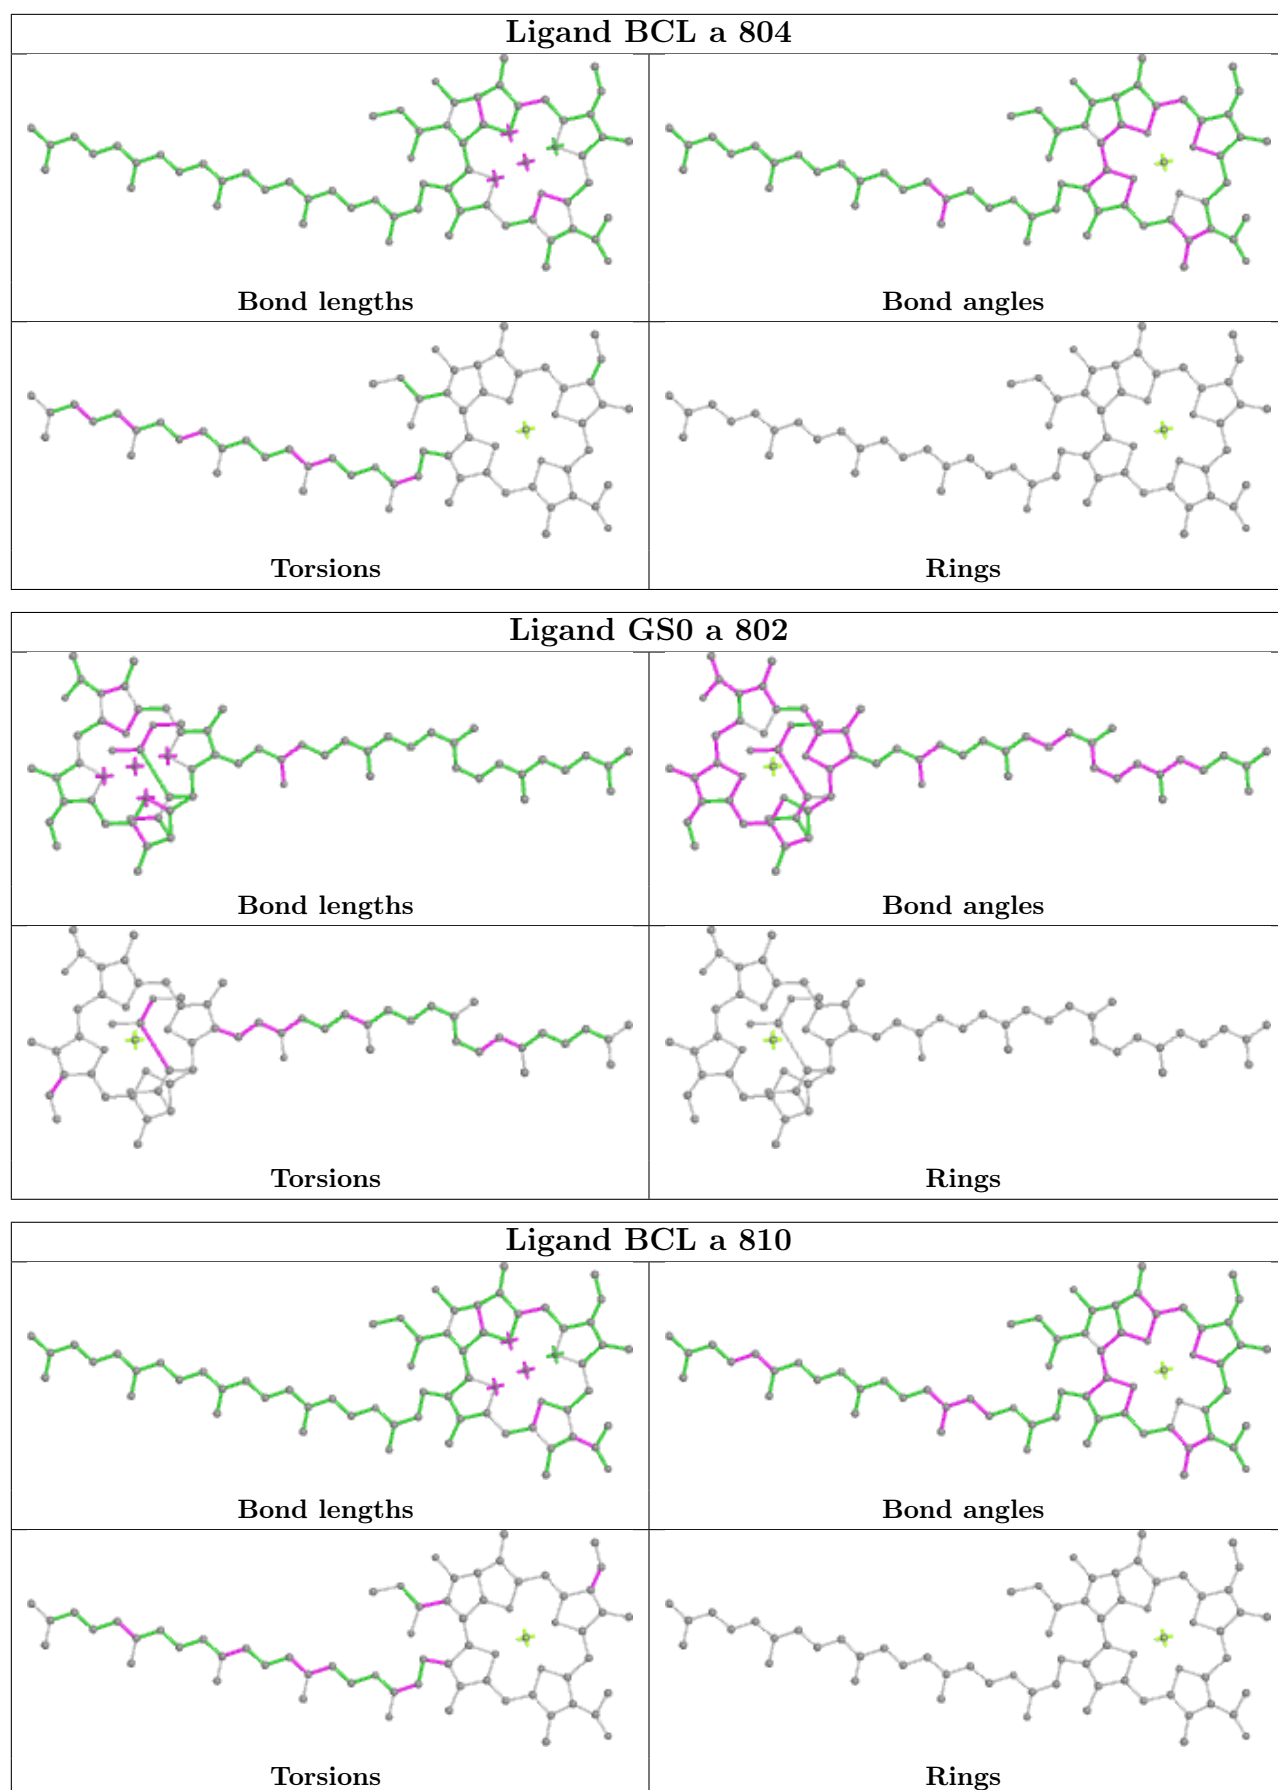 Ligand BCL a 804
Bond lengths
Bond angles
Torsions
Rings
Ligand GS0 a 802
Bond lengths
Bond angles
Torsions
Rings
Ligand BCL a 810
Bond lengths
Bond angles
Torsions
Rings